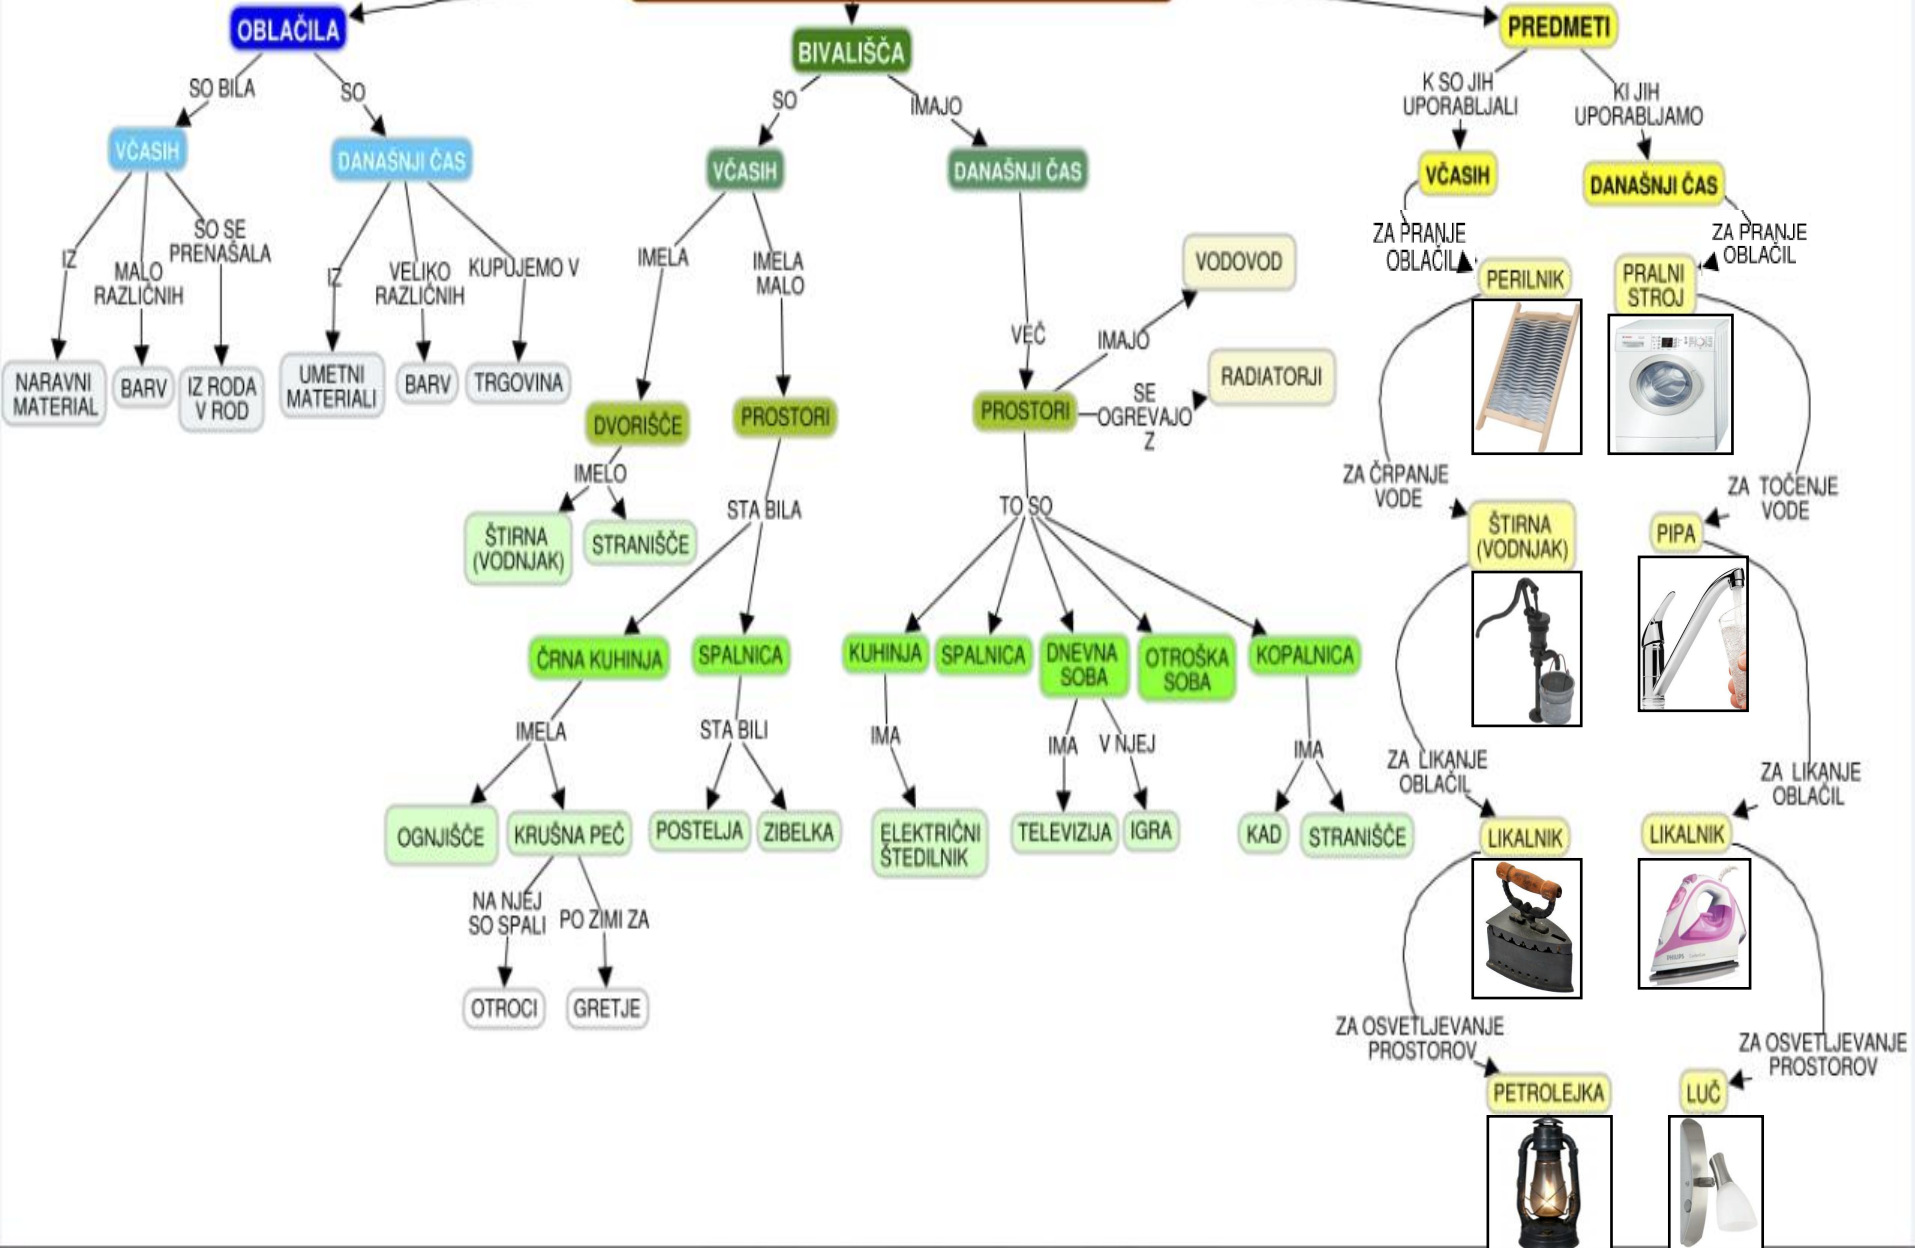 OBLAČILA
SO BILA
SO
VČASIH
DANAŠNJI ČAS
IZ
MALO
RAZLIČNIH
SO SE
PRENAŠALA
IZ
VELIKO
RAZLIČNIH
KUPUJEMO V
NARAVNI
MATERIAL
BARV
IZ RODA
V ROD
UMETNI
MATERIALI
BARV
TRGOVINA
BIVALIŠČA
SO
IMAJO
VČASIH
DANAŠNJI ČAS
IMELA
IMELA
MALO
VEČ
DVORIŠČE
PROSTORI
PROSTORI
IMAJO
VODOVOD
SE
OGREVAJO
Z
RADIATORJI
IMELO
ŠTIRNA
(VODNJAK)
STRANIŠČE
STA BILA
TO SO
ČRNA KUHINJA
SPALNICA
KUHINJA
SPALNICA
DNEVNA
SOBA
OTROŠKA
SOBA
KOPALNICA
IMELA
STA BILI
IMA
IMA
V NJEJ
IMA
OGNJIŠČE
KRUŠNA PEČ
POSTELJA
ZIBELKA
ELEKTRIČNI
ŠTEDILNIK
TELEVIZIJA
IGRA
KAD
STRANIŠČE
NA NJEJ
SO SPALI
PO ZIMI ZA
OTROCI
GRETJE
PREDMETI
K SO JIH
UPORABLJALI
KI JIH
UPORABLJAMO
VČASIH
DANAŠNJI ČAS
ZA PRANJE
OBLAČIL
ZA PRANJE
OBLAČIL
PERILNIK
PRALNI
STROJ
ZA ČRPANJE
VODE
ZA TOČENJE
VODE
ŠTIRNA
(VODNJAK)
PIPA
ZA LIKANJE
OBLAČIL
ZA LIKANJE
OBLAČIL
LIKALNIK
LIKALNIK
PHILIPS
ZA OSVETLJEVANJE
PROSTOROV
ZA OSVETLJEVANJE
PROSTOROV
PETROLEJKA
LUČ